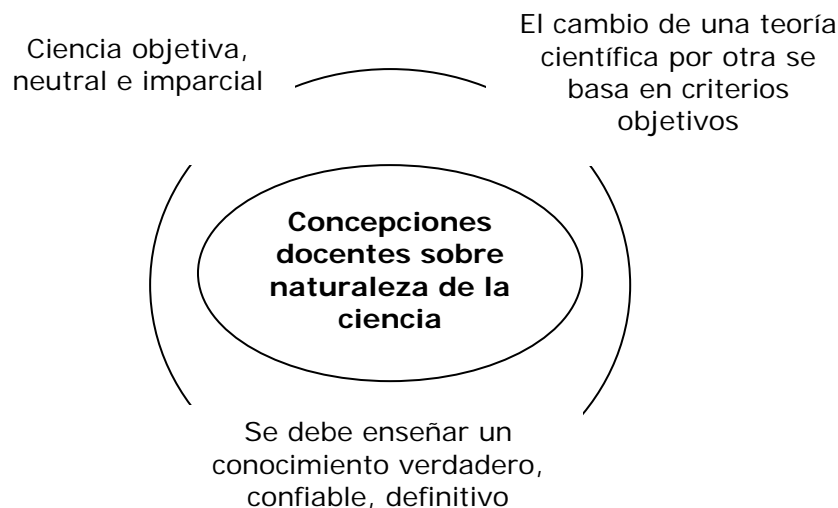 Ciencia objetiva,
neutral e imparcial
El cambio de una teoría
científica por otra se
basa en criterios
objetivos
Concepciones
docentes sobre
naturaleza de la
ciencia
Se debe enseñar un
conocimiento verdadero,
confiable, definitivo